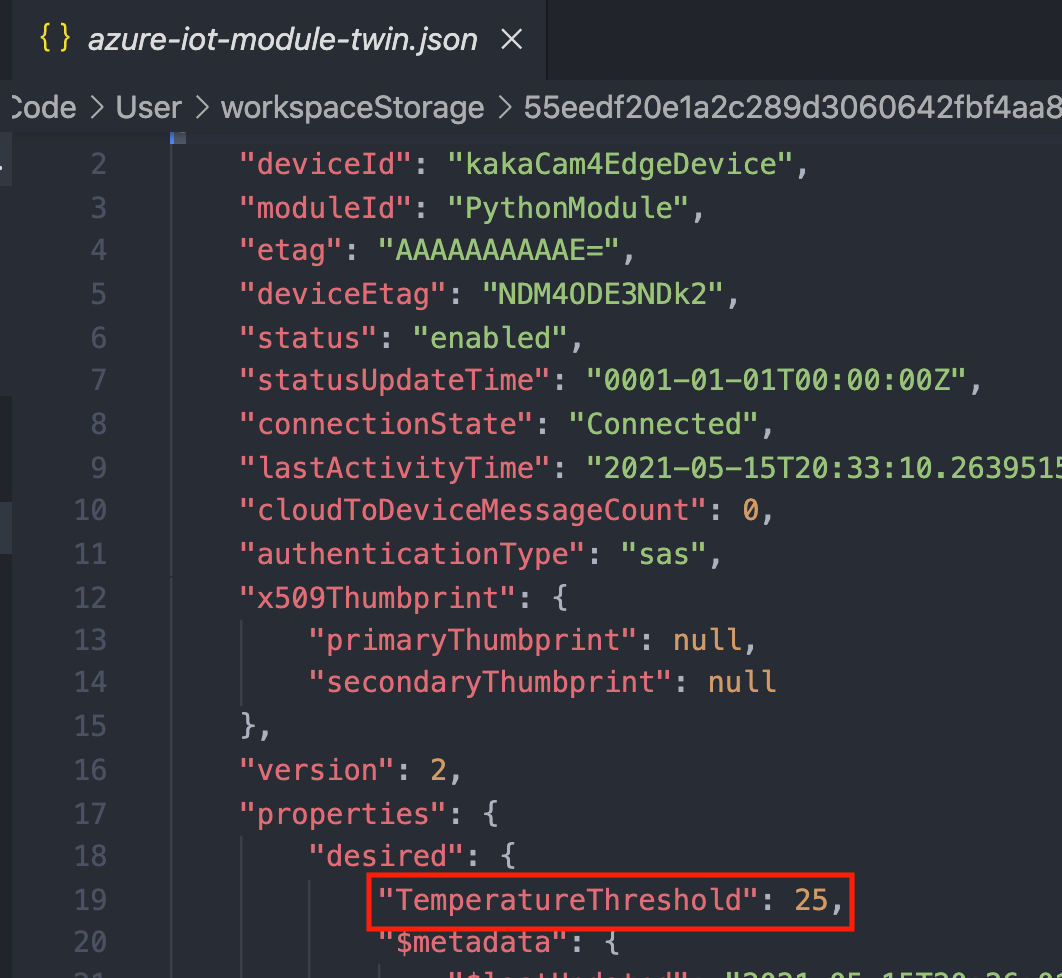 { } azure-iot-module-twin.json ×
Code > User > workspaceStorage > 55eedf20e1a2c289d3060642fbf4aa8
2 "deviceId": "kakaCam4EdgeDevice",
3 "moduleId": "PythonModule",
4 "etag": "AAAAAAAAAAE=",
5 "deviceEtag": "NDM4ODE3NDk2",
6 "status": "enabled",
7 "statusUpdateTime": "0001-01-01T00:00:00Z",
8 "connectionState": "Connected",
9 "lastActivityTime": "2021-05-15T20:33:10.2639515
10 "cloudToDeviceMessageCount": 0,
11 "authenticationType": "sas",
12 "x509Thumbprint": {
13 "primaryThumbprint": null,
14 "secondaryThumbprint": null
15 },
16 "version": 2,
17 "properties": {
18 "desired": {
19 "TemperatureThreshold": 25,
20 "$metadata": {